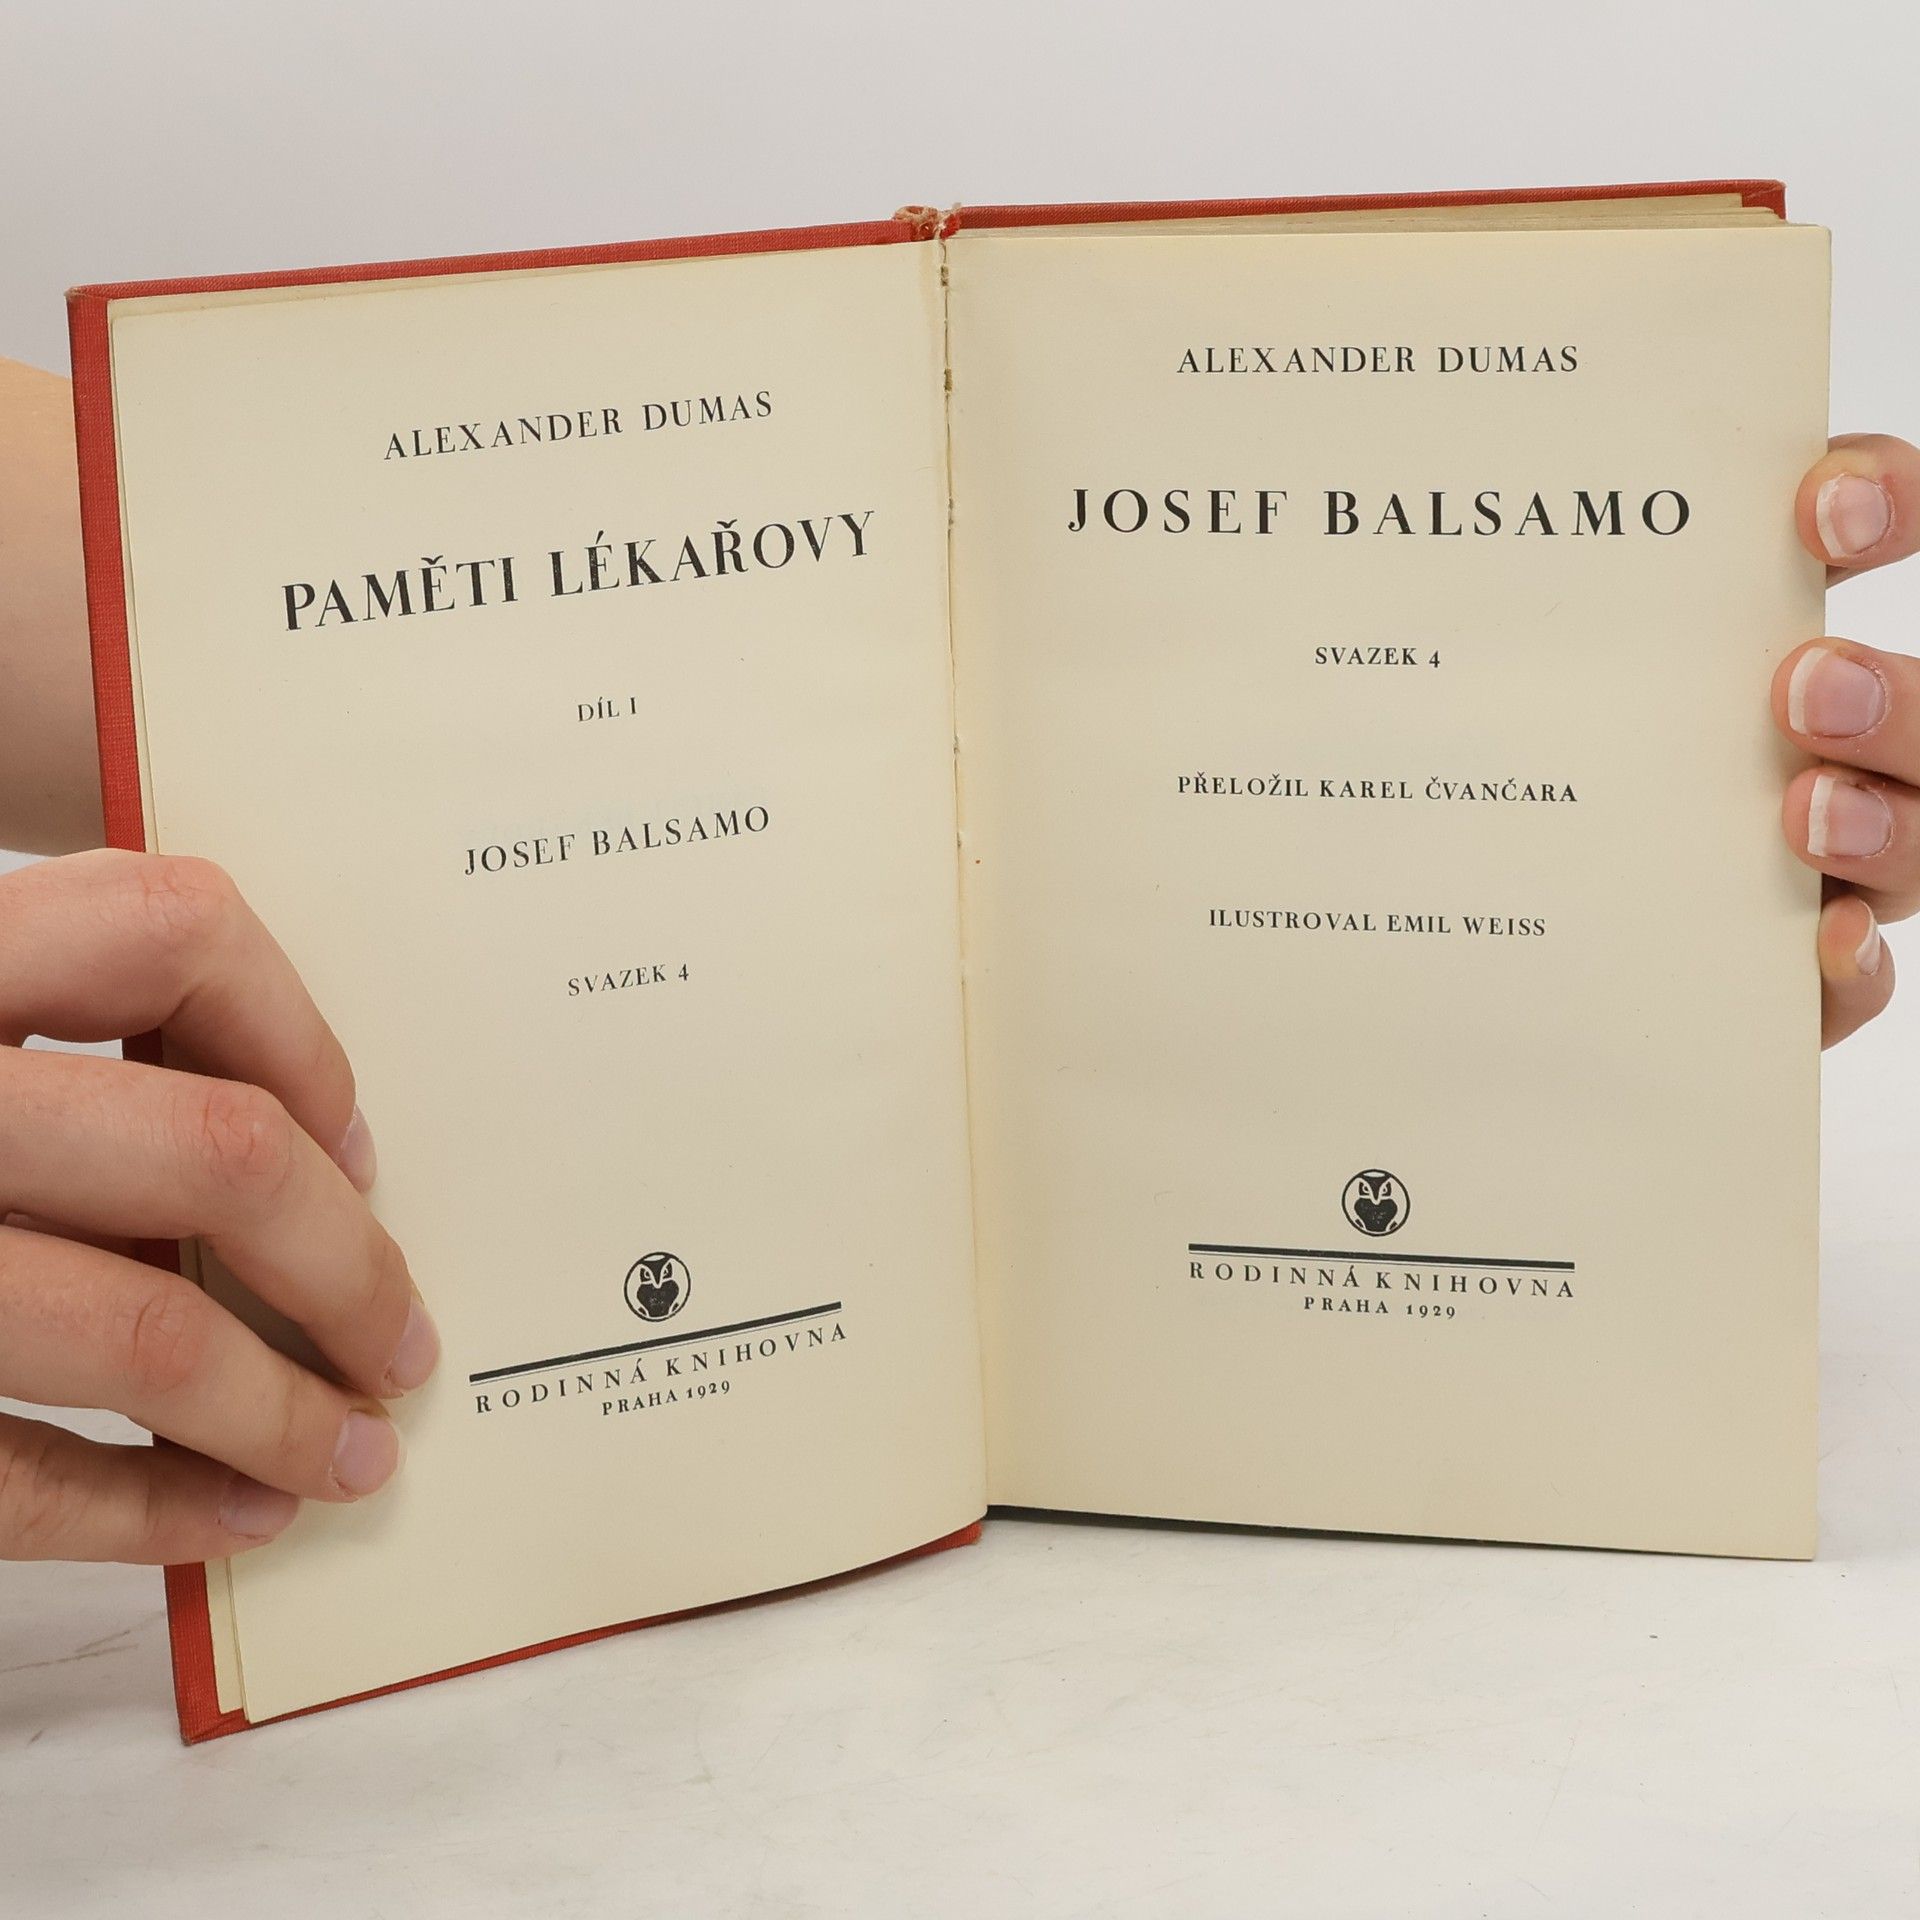 ALEXANDER DUMAS
PAMĚTI LÉKAŘOVY
DÍL I
JOSEF BALSAMO
SVAZEK 4
RODINNÁ KNIHOVNA
PRAHA 1929
ALEXANDER DUMAS
JOSEF BALSAMO
SVAZEK 4
PŘELOŽIL KAREL ČVANČARA
ILUSTROVAL EMIL WEISS
RODINNÁ KNIHOVNA
PRAHA 1929